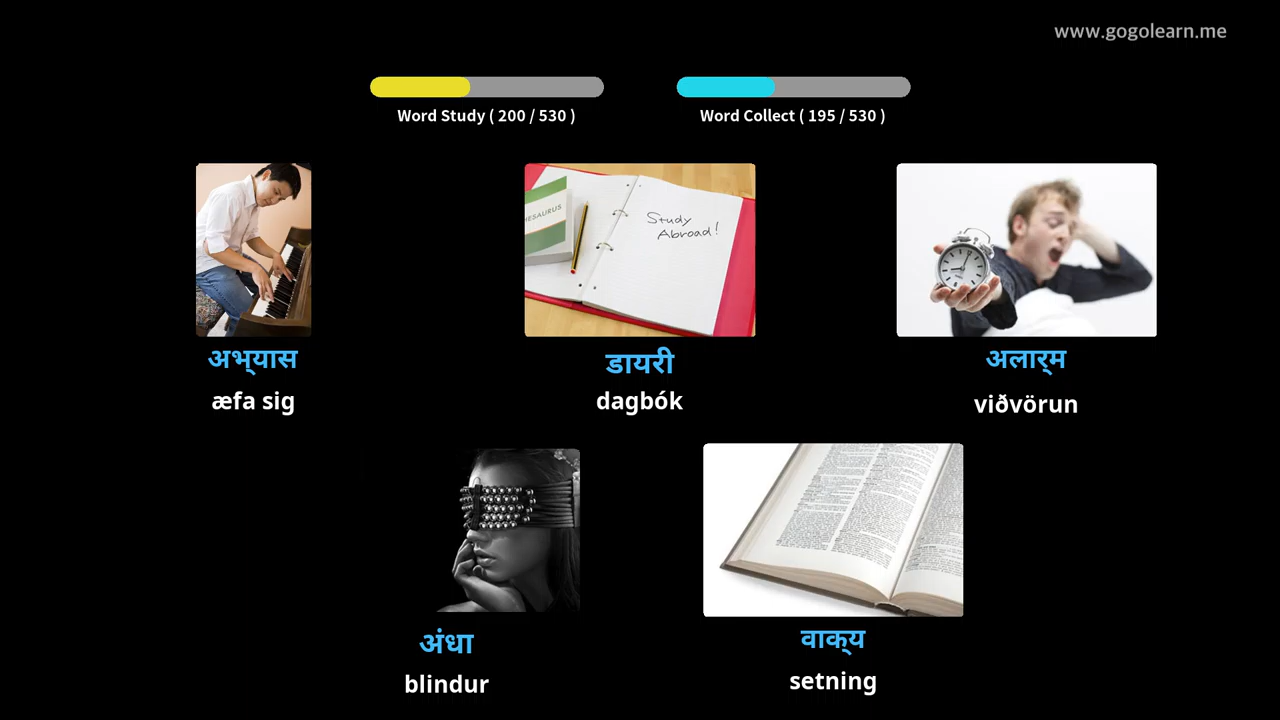 www.gogolearn.me
Word Study ( 200 / 530 )
Word Collect ( 195 / 530 )
HESAURUS
Study
Abroad!
अभ्यास
डायरी
अलार्म
æfa sig
dagbók
viðvörun
अंधा
वाक्य
blindur
setning